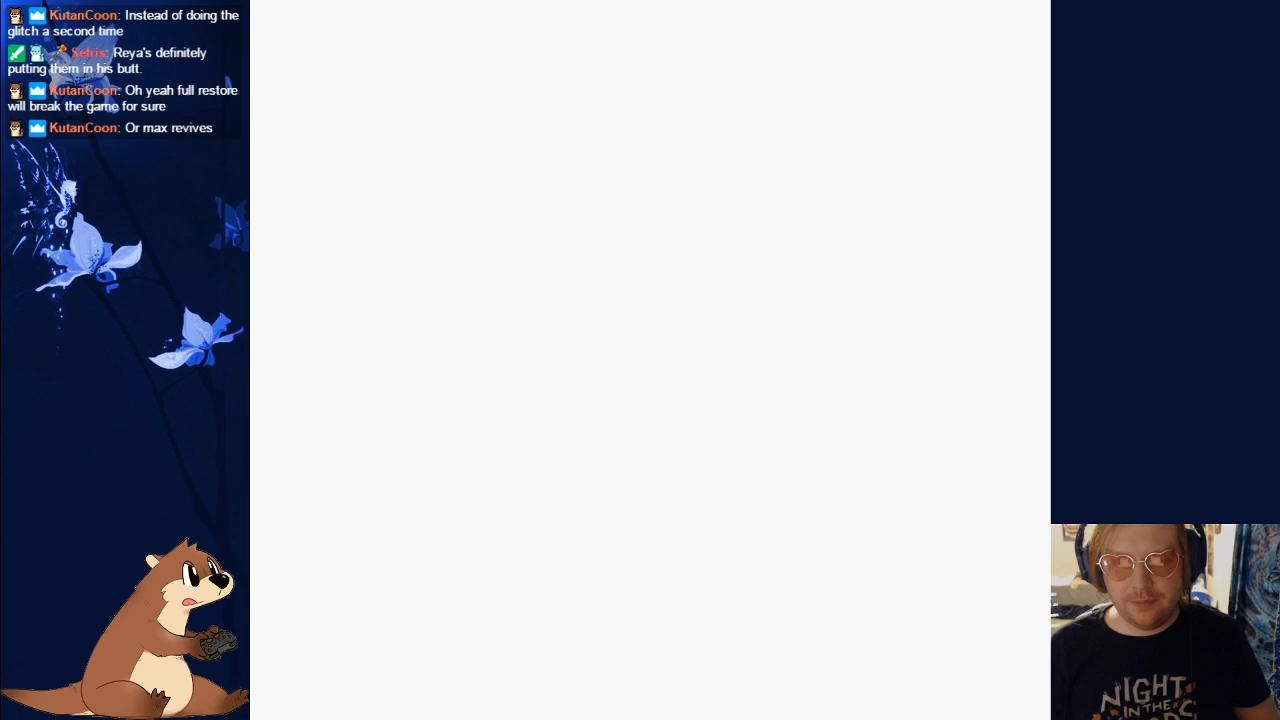 KutanCoon: Instead of doing the
glitch a second time
Sefris: Reya's definitely
putting them in his butt.
KutanCoon: Oh yeah full restore
will break the game for sure
KutanCoon: Or max revives
NIGHT
IN THE